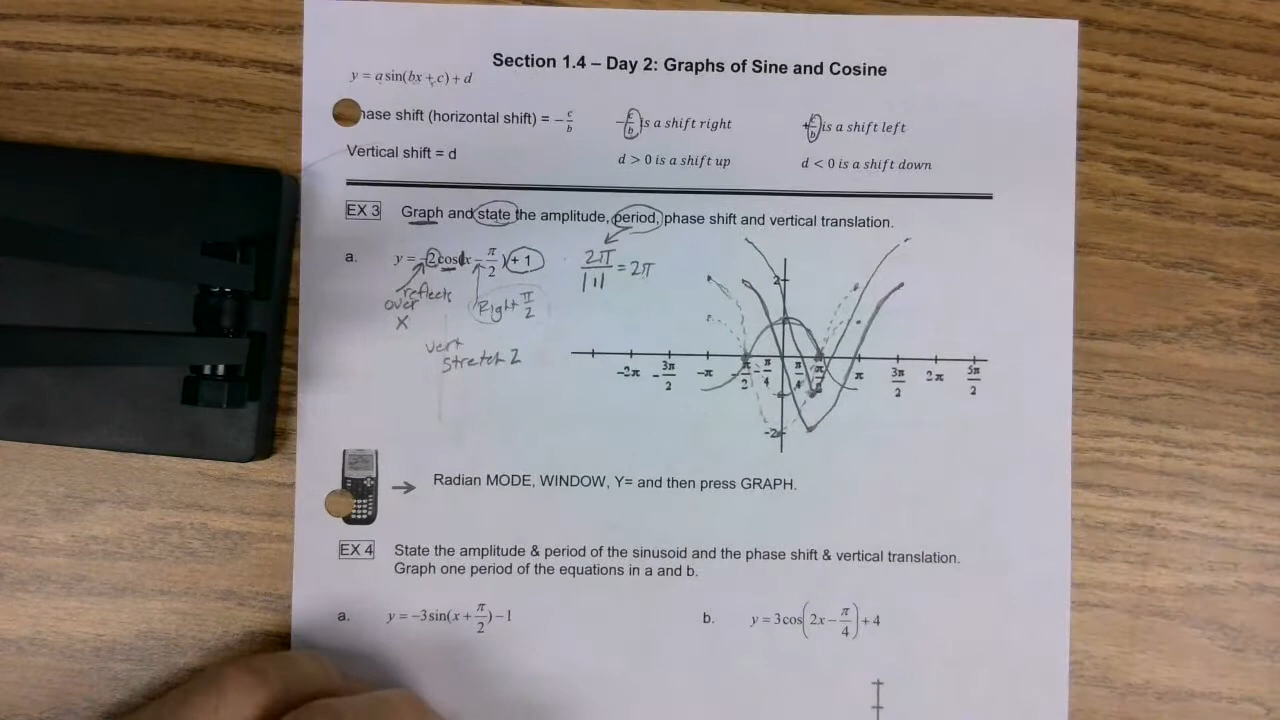 Section 1.4 – Day 2: Graphs of Sine and Cosine
y = a sin(bx + c) + d
hase shift (horizontal shift) = −c/b
−c/b is a shift right
+c/b is a shift left
Vertical shift = d
d > 0 is a shift up
d < 0 is a shift down
EX 3 Graph and state the amplitude, period, phase shift and vertical translation.
a. y = −2cos(x − π/2) + 1
2π/|1| = 2π
reflects
over
x
Right π/2
vert
stretch 2
2
−2π −3π/2 −π −π/2 −π/4 π/4 π/2 π 3π/2 2π 5π/2
−2
→ Radian MODE, WINDOW, Y= and then press GRAPH.
EX 4 State the amplitude & period of the sinusoid and the phase shift & vertical translation.
Graph one period of the equations in a and b.
a. y = −3sin(x + π/2) − 1
b. y = 3cos(2x − π/4) + 4